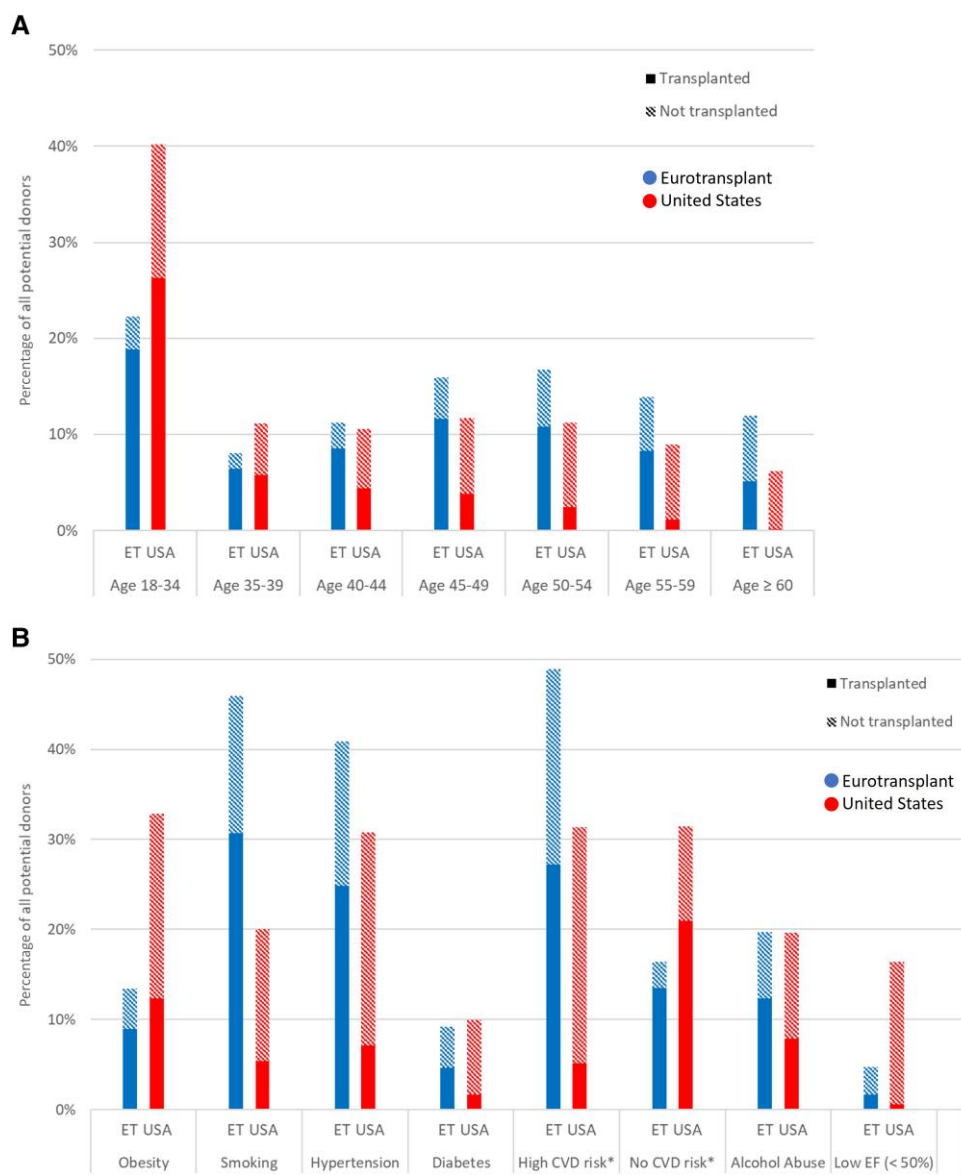 A
50%
Transplanted
Not transplanted
40%
Eurotransplant
United States
30%
Percentage of all potential donors
20%
10%
0%
ET USA ET USA ET USA ET USA ET USA ET USA ET USA
Age 18-34 Age 35-39 Age 40-44 Age 45-49 Age 50-54 Age 55-59 Age ≥ 60
B
50%
Transplanted
Not transplanted
40%
Eurotransplant
United States
30%
Percentage of all potential donors
20%
10%
0%
ET USA ET USA ET USA ET USA ET USA ET USA ET USA ET USA
Obesity Smoking Hypertension Diabetes High CVD risk* No CVD risk* Alcohol Abuse Low EF (< 50%)